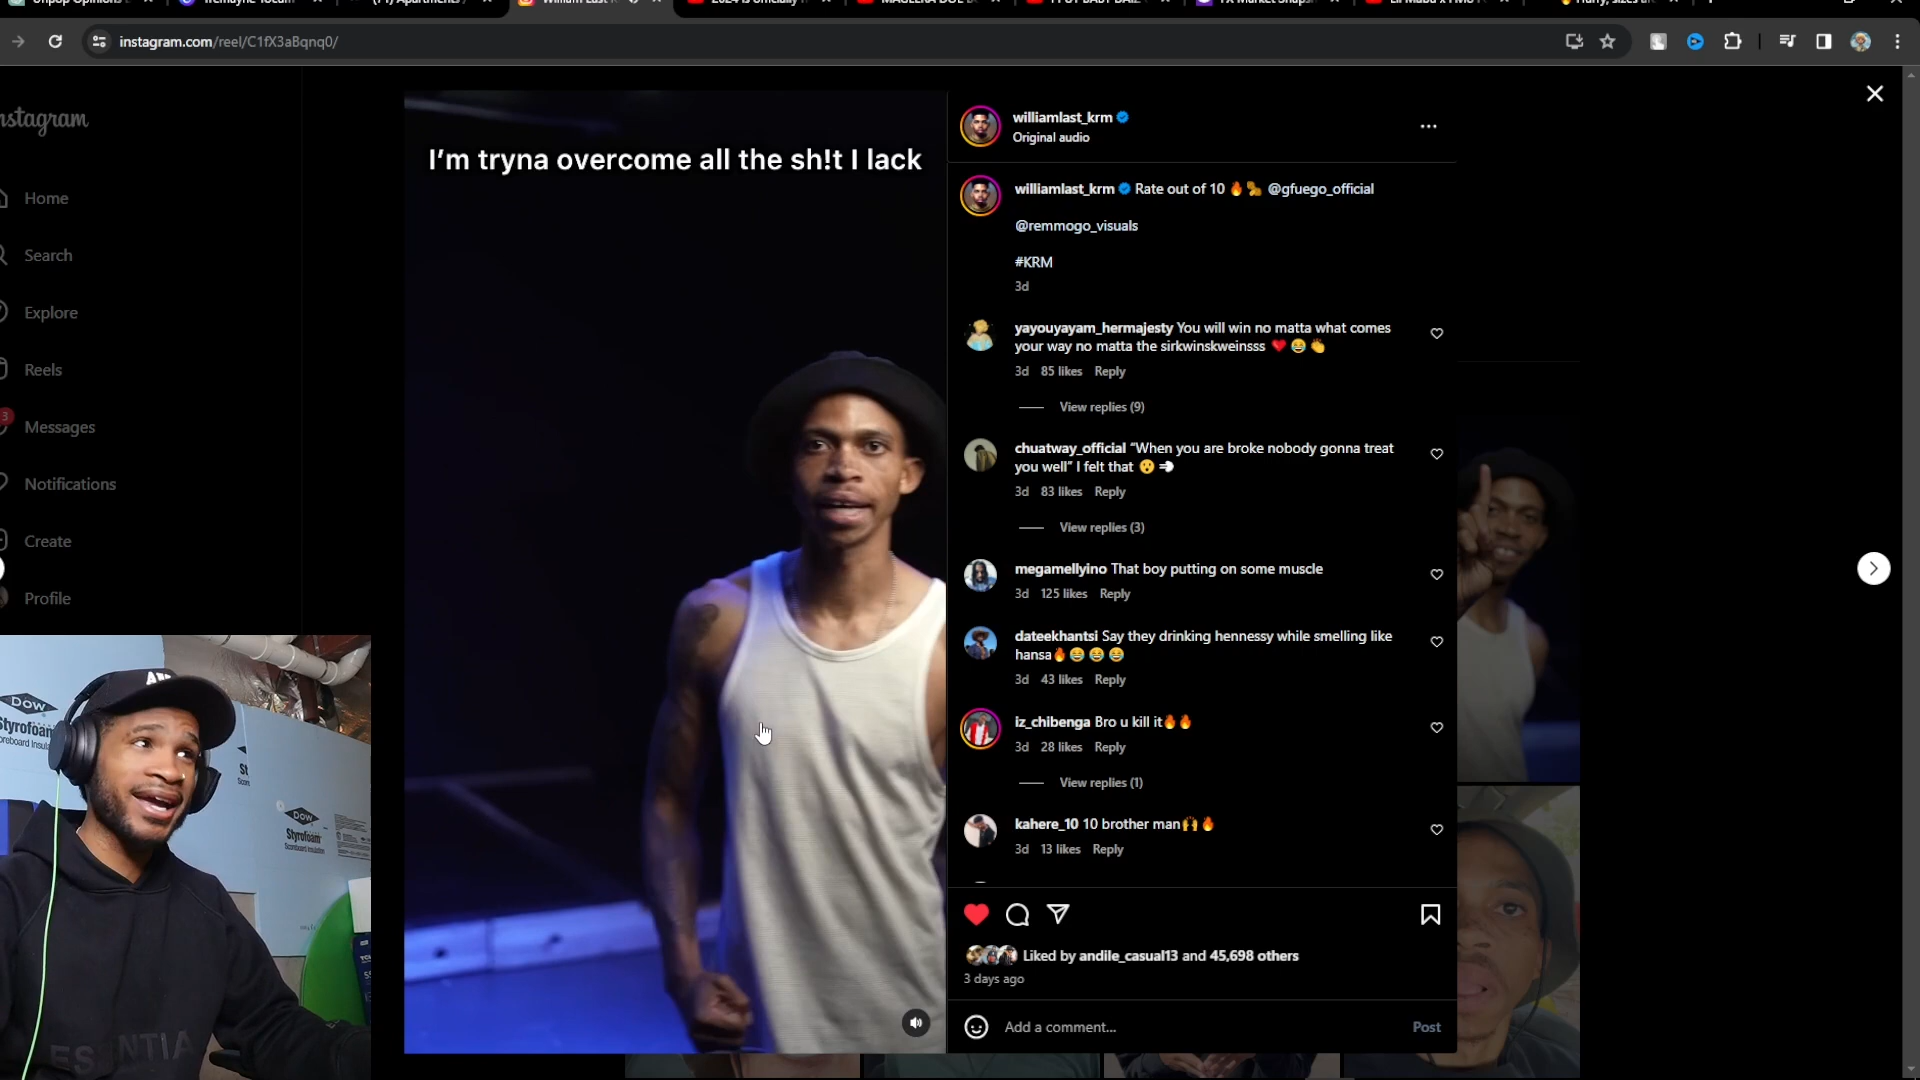 instagram.com/reel/C1fX3aBqnq0/
nstagram
Home
Search
Explore
Reels
3
Messages
Notifications
Create
Profile
I'm tryna overcome all the sh!t I lack
williamlast_krm
Original audio
williamlast_krm Rate out of 10 🔥🐆 @gfuego_official
@remmogo_visuals
#KRM
3d
yayouyayam_hermajesty You will win no matta what comes
your way no matta the sirkwinskweinsss ❤️😂👏
3d 85 likes Reply
View replies (9)
chuatway_official "When you are broke nobody gonna treat
you well" I felt that 😮‍💨
3d 83 likes Reply
View replies (3)
megamellyino That boy putting on some muscle
3d 125 likes Reply
dateekhantsi Say they drinking hennessy while smelling like
hansa🔥😂😂😂
3d 43 likes Reply
iz_chibenga Bro u kill it🔥🔥
3d 28 likes Reply
View replies (1)
kahere_10 10 brother man🙌🔥
3d 13 likes Reply
Liked by andile_casual13 and 45,698 others
3 days ago
Add a comment...
Post
DOW
Styrofoam
DOW
Styrofoam